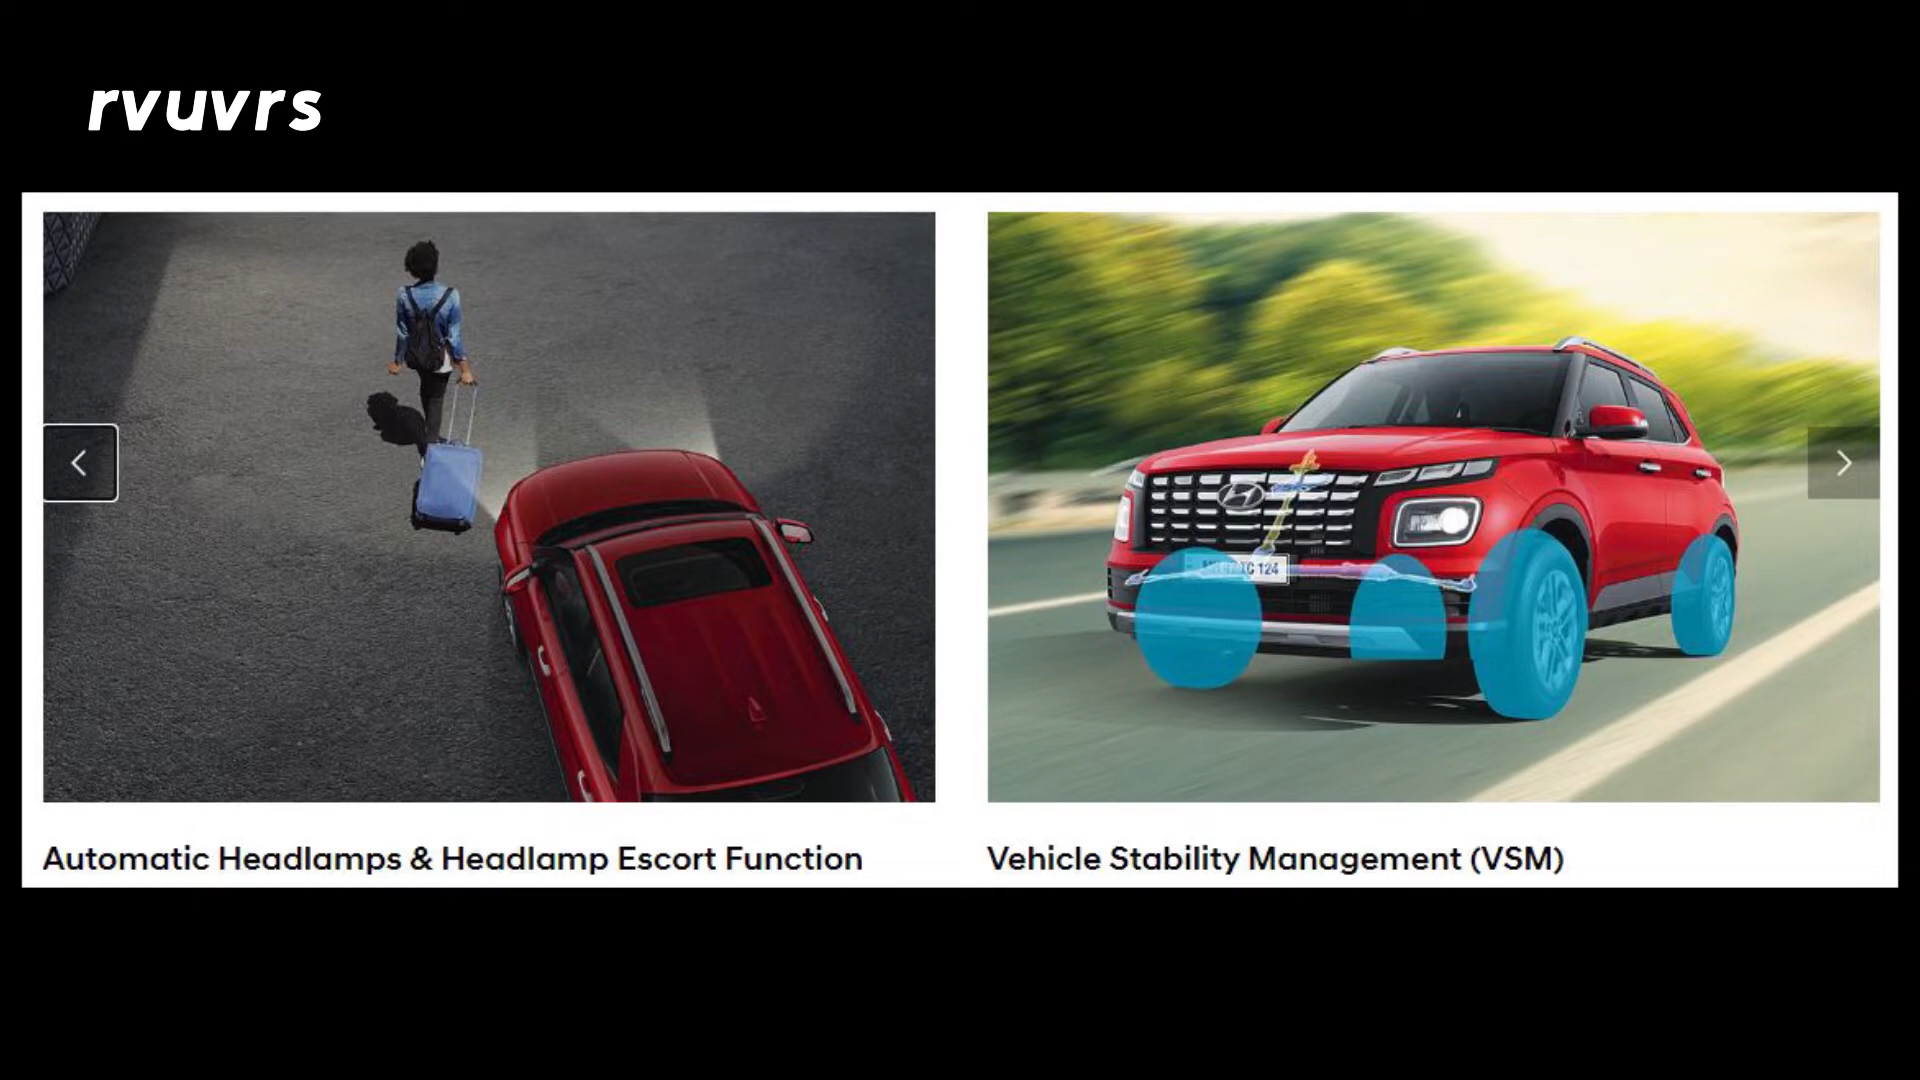 rvuvrs
Automatic Headlamps & Headlamp Escort Function
Vehicle Stability Management (VSM)